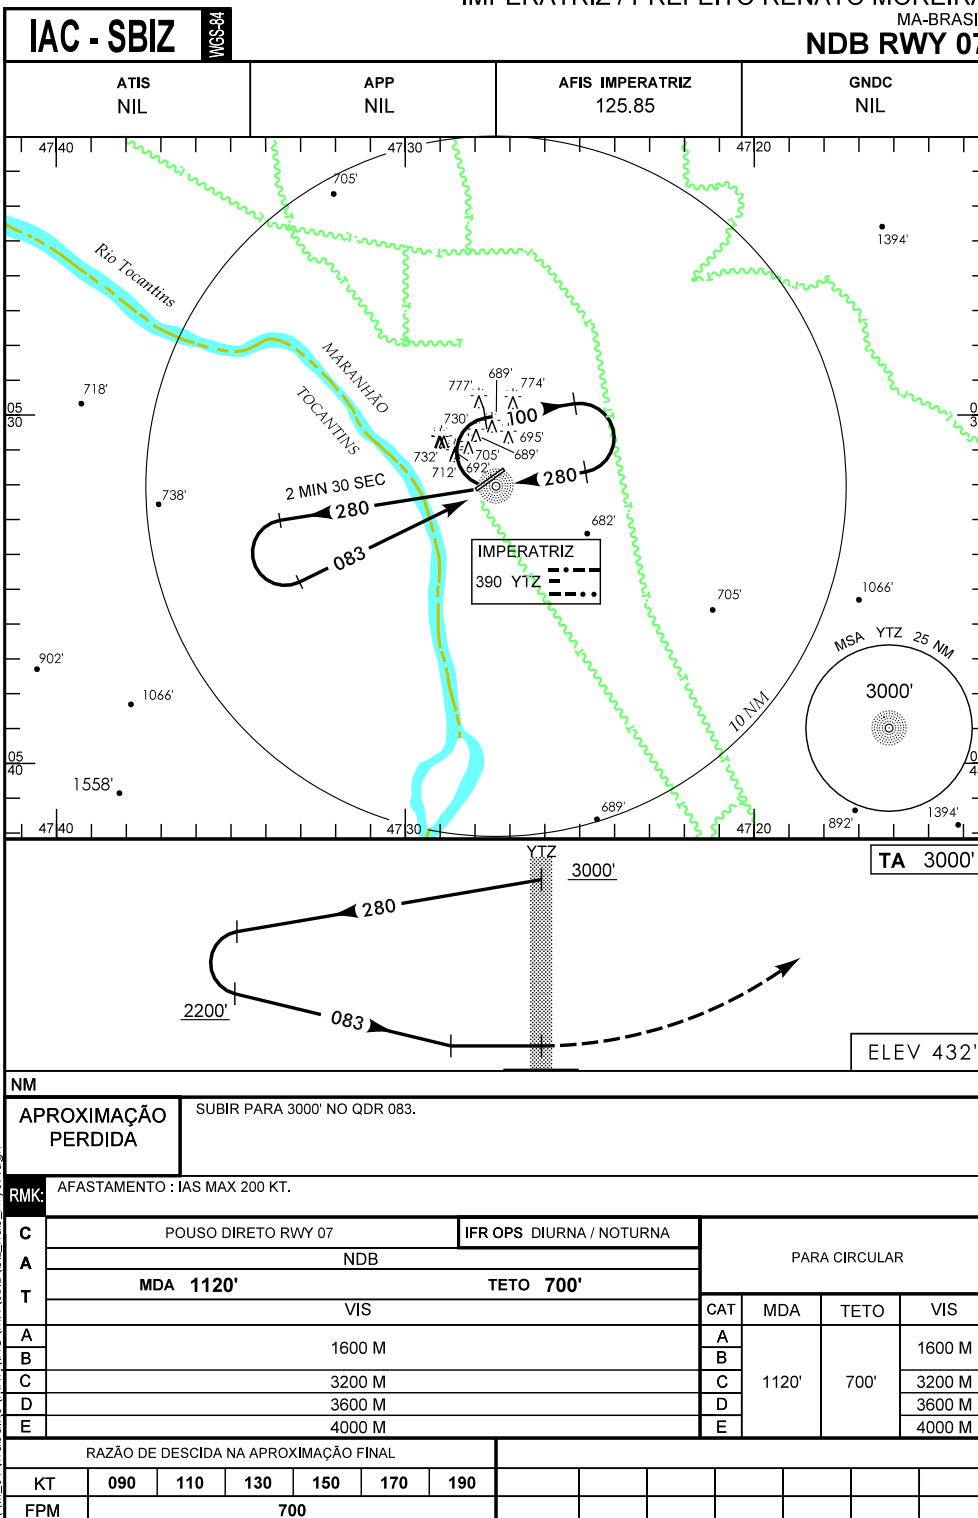 IMPERATRIZ / PREFEITO RENATO MOREIRA
MA-BRASI
IAC - SBIZ
WGS-84
NDB RWY 07
ATIS
NIL
APP
NIL
AFIS IMPERATRIZ
125.85
GNDC
NIL
47 40
47 30
47 20
705'
1394'
Rio Tocantins
MARANHÃO
TOCANTINS
718'
689'
777'
774'
05
30
730'
100
695'
732'
705'
689'
712'
692'
280
2 MIN 30 SEC
280
738'
083
682'
IMPERATRIZ
390 YTZ
705'
1066'
MSA YTZ 25 NM
3000'
902'
1066'
10 NM
05
40
1558'
689'
892'
1394'
47 40
47 30
47 20
YTZ
3000'
TA 3000'
280
2200'
083
ELEV 432'
NM
APROXIMAÇÃO
PERDIDA
SUBIR PARA 3000' NO QDR 083.
RMK:
AFASTAMENTO : IAS MAX 200 KT.
C
A
T
POUSO DIRETO RWY 07
IFR OPS DIURNA / NOTURNA
NDB
MDA 1120'
TETO 700'
VIS
PARA CIRCULAR
CAT MDA TETO VIS
A
B
1600 M
C 3200 M
D 3600 M
E 4000 M
A
B
1600 M
C 1120' 700' 3200 M
D 3600 M
E 4000 M
RAZÃO DE DESCIDA NA APROXIMAÇÃO FINAL
KT 090 110 130 150 170 190
FPM 700